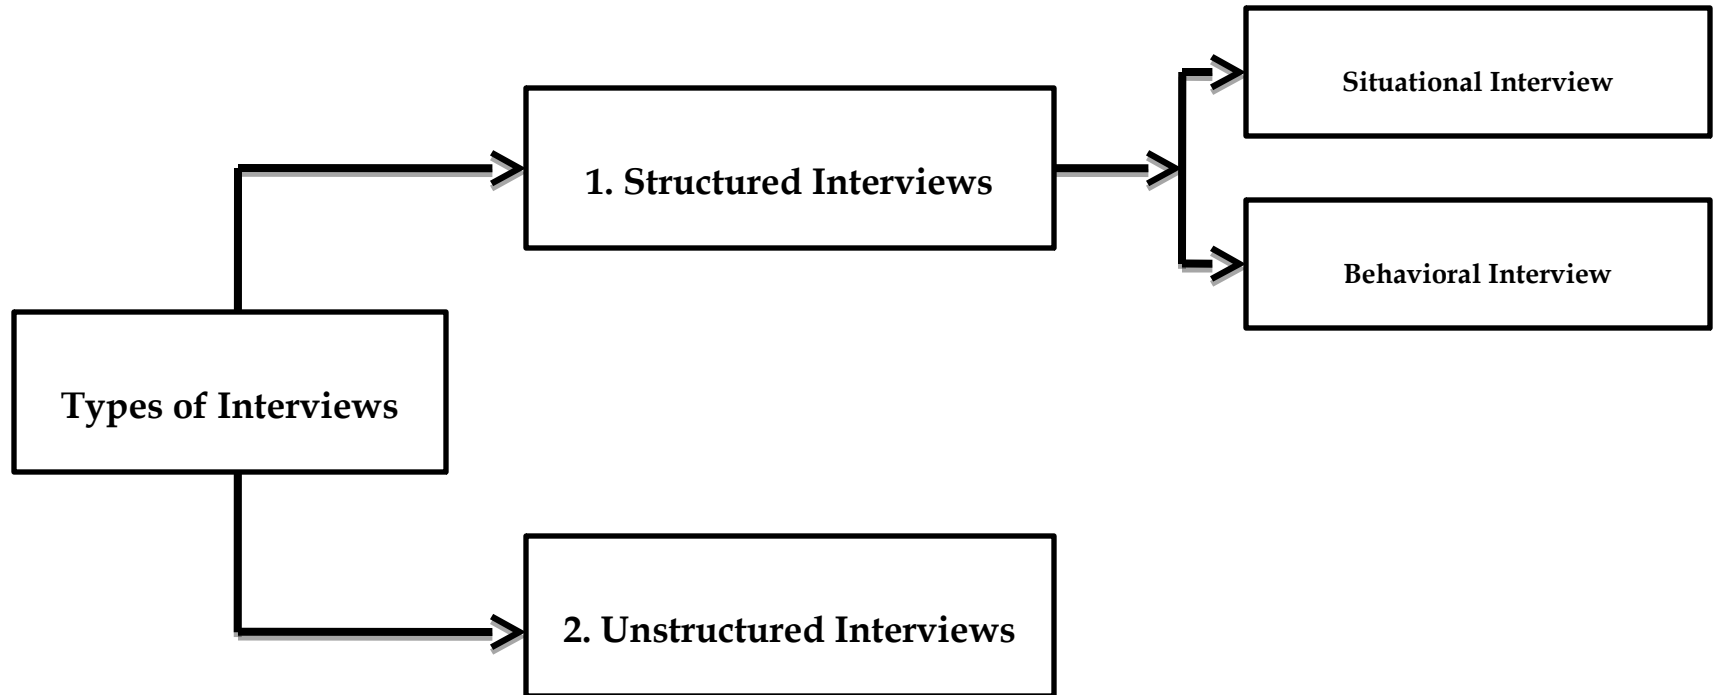 Situational Interview
1. Structured Interviews
Behavioral Interview
Types of Interviews
2. Unstructured Interviews